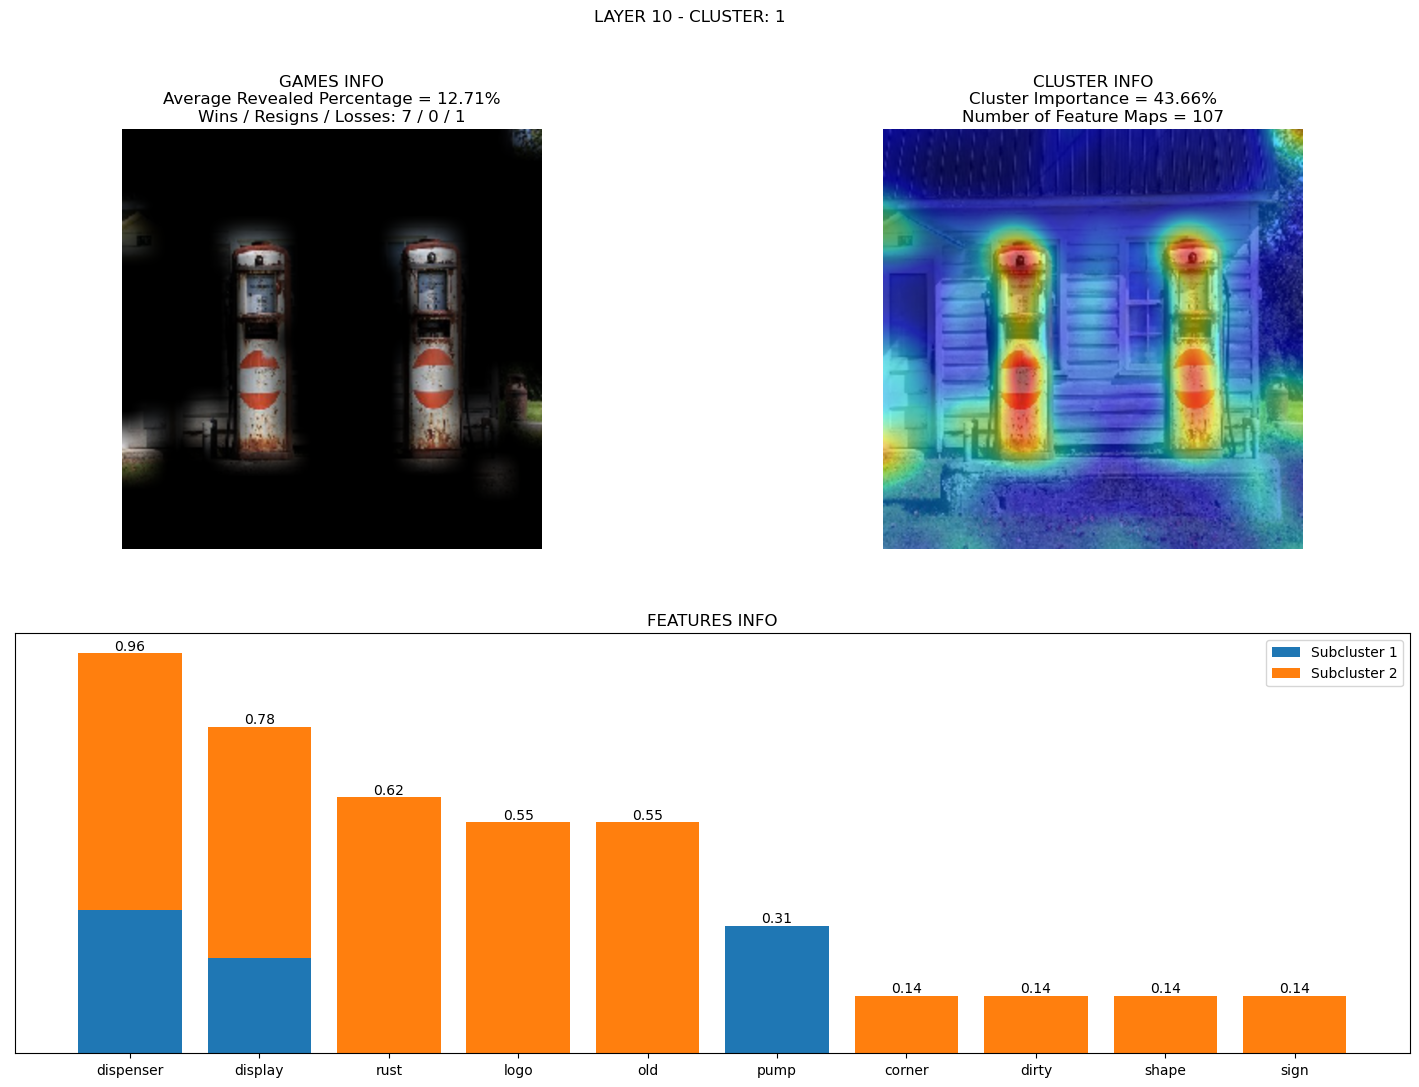 LAYER 10 - CLUSTER: 1
GAMES INFO
Average Revealed Percentage = 12.71%
Wins / Resigns / Losses: 7 / 0 / 1
CLUSTER INFO
Cluster Importance = 43.66%
Number of Feature Maps = 107
FEATURES INFO
Subcluster 1
Subcluster 2
0.96
0.78
0.62
0.55
0.55
0.31
0.14
0.14
0.14
0.14
dispenser
display
rust
logo
old
pump
corner
dirty
shape
sign